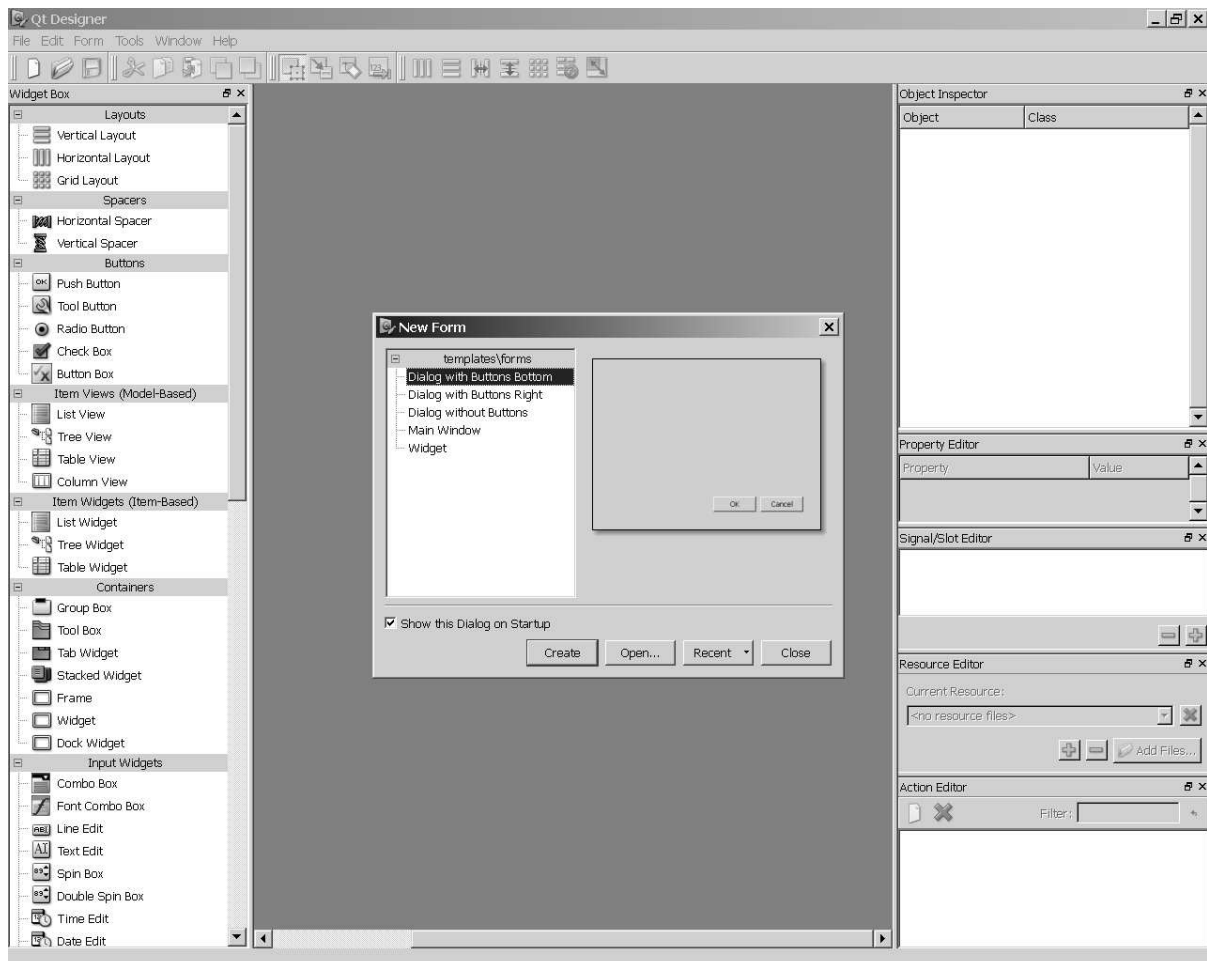 Qt Designer
File Edit Form Tools Window Help
Widget Box
Layouts
Vertical Layout
Horizontal Layout
Grid Layout
Spacers
Horizontal Spacer
Vertical Spacer
Buttons
OK Push Button
Tool Button
Radio Button
Check Box
Button Box
Item Views (Model-Based)
List View
Tree View
Table View
Column View
Item Widgets (Item-Based)
List Widget
Tree Widget
Table Widget
Containers
Group Box
Tool Box
Tab Widget
Stacked Widget
Frame
Widget
Dock Widget
Input Widgets
Combo Box
Font Combo Box
Line Edit
AI Text Edit
Spin Box
Double Spin Box
Time Edit
Date Edit
New Form
templates\forms
Dialog with Buttons Bottom
Dialog with Buttons Right
Dialog without Buttons
Main Window
Widget
OK Cancel
Show this Dialog on Startup
Create Open... Recent Close
Object Inspector
Object Class
Property Editor
Property Value
Signal/Slot Editor
Resource Editor
Current Resource:
<no resource files>
Add Files...
Action Editor
Filter: